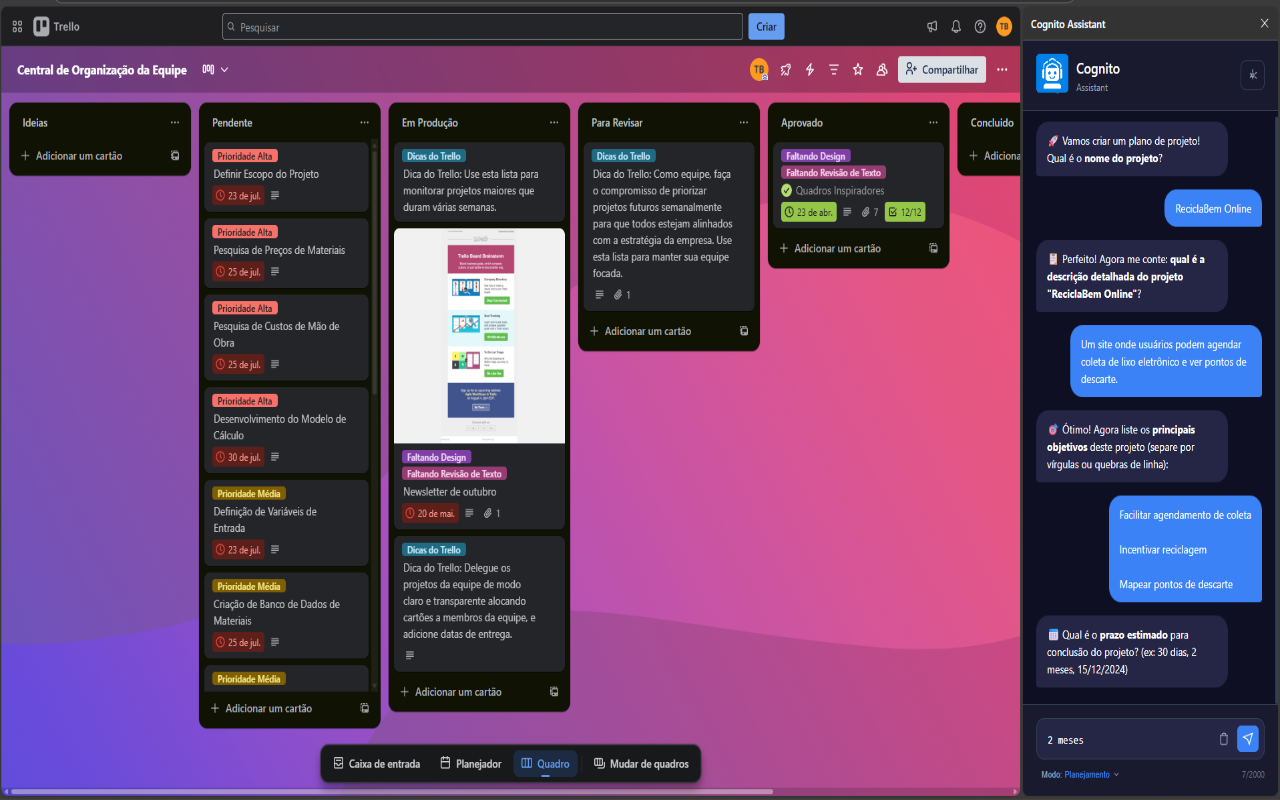 Trello
Pesquisar
Criar
TB
Central de Organização da Equipe
TB
Compartilhar
Ideias
Adicionar um cartão
Pendente
Prioridade Alta
Definir Escopo do Projeto
23 de jul.
Prioridade Alta
Pesquisa de Preços de Materiais
25 de jul.
Prioridade Alta
Pesquisa de Custos de Mão de
Obra
25 de jul.
Prioridade Alta
Desenvolvimento do Modelo de
Cálculo
30 de jul.
Prioridade Média
Definição de Variáveis de
Entrada
23 de jul.
Prioridade Média
Criação de Banco de Dados de
Materiais
25 de jul.
Prioridade Média
Adicionar um cartão
Em Produção
Dicas do Trello
Dica do Trello: Use esta lista para
monitorar projetos maiores que
duram várias semanas.
Trello Board Brainstorm
Faltando Design
Faltando Revisão de Texto
Newsletter de outubro
20 de mai.
1
Dicas do Trello
Dica do Trello: Delegue os
projetos da equipe de modo
claro e transparente alocando
cartões a membros da equipe, e
adicione datas de entrega.
Adicionar um cartão
Para Revisar
Dicas do Trello
Dica do Trello: Como equipe, faça
o compromisso de priorizar
projetos futuros semanalmente
para que todos estejam alinhados
com a estratégia da empresa. Use
esta lista para manter sua equipe
focada.
1
Adicionar um cartão
Aprovado
Faltando Design
Faltando Revisão de Texto
Quadros Inspiradores
23 de abr.
7
12/12
Adicionar um cartão
Concluido
Adiciona
Caixa de entrada
Planejador
Quadro
Mudar de quadros
Cognito Assistant
Cognito
Assistant
🚀 Vamos criar um plano de projeto!
Qual é o nome do projeto?
ReciclaBem Online
📋 Perfeito! Agora me conte: qual é a
descrição detalhada do projeto
"ReciclaBem Online"?
Um site onde usuários podem agendar
coleta de lixo eletrônico e ver pontos de
descarte.
🎯 Ótimo! Agora liste os principais
objetivos deste projeto (separe por
vírgulas ou quebras de linha):
Facilitar agendamento de coleta
Incentivar reciclagem
Mapear pontos de descarte
📅 Qual é o prazo estimado para
conclusão do projeto? (ex: 30 dias, 2
meses, 15/12/2024)
2 meses
Modo: Planejamento
7/2000